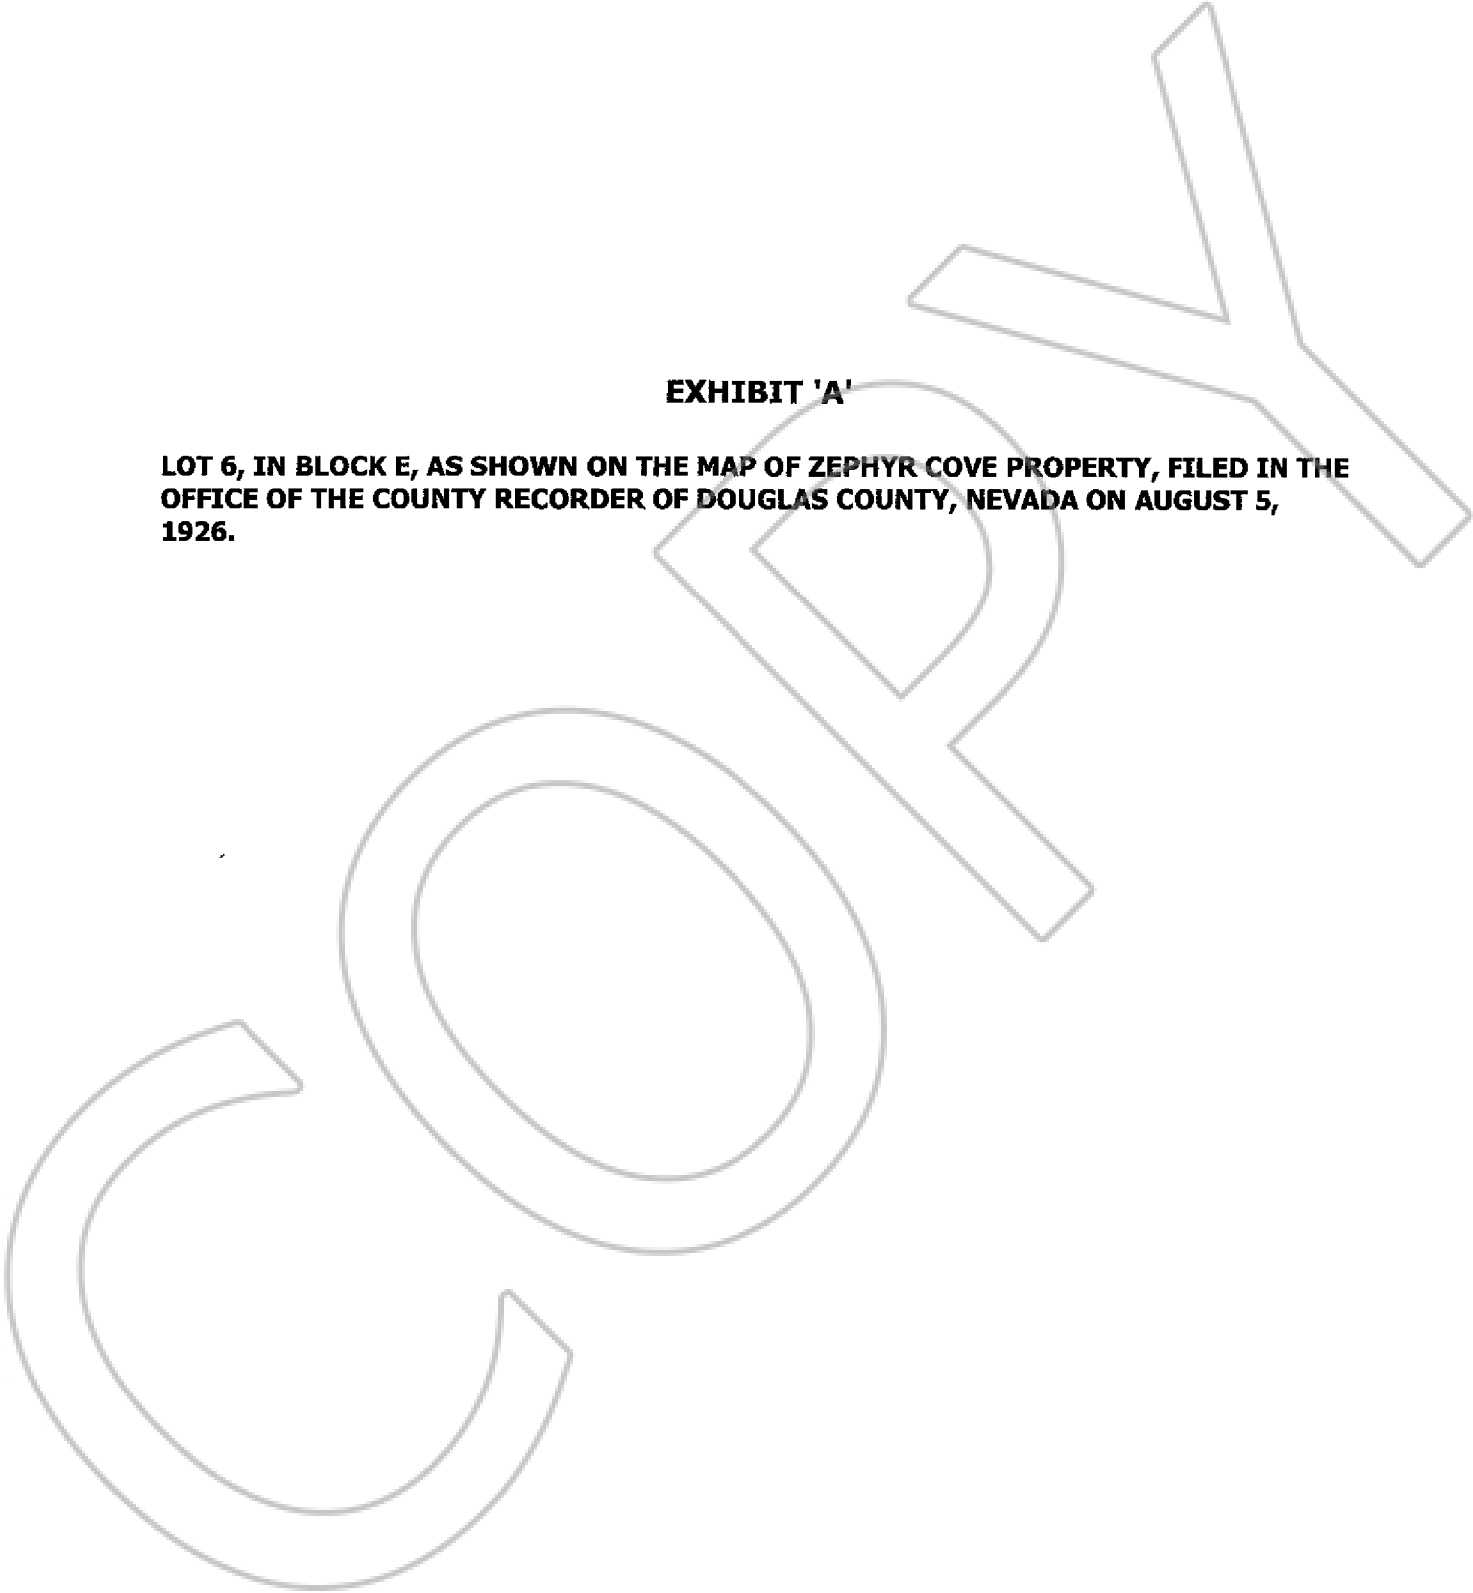 EXHIBIT 'A'
LOT 6, IN BLOCK E, AS SHOWN ON THE MAP OF ZEPHYR COVE PROPERTY, FILED IN THE
OFFICE OF THE COUNTY RECORDER OF DOUGLAS COUNTY, NEVADA ON AUGUST 5,
1926.
COPY